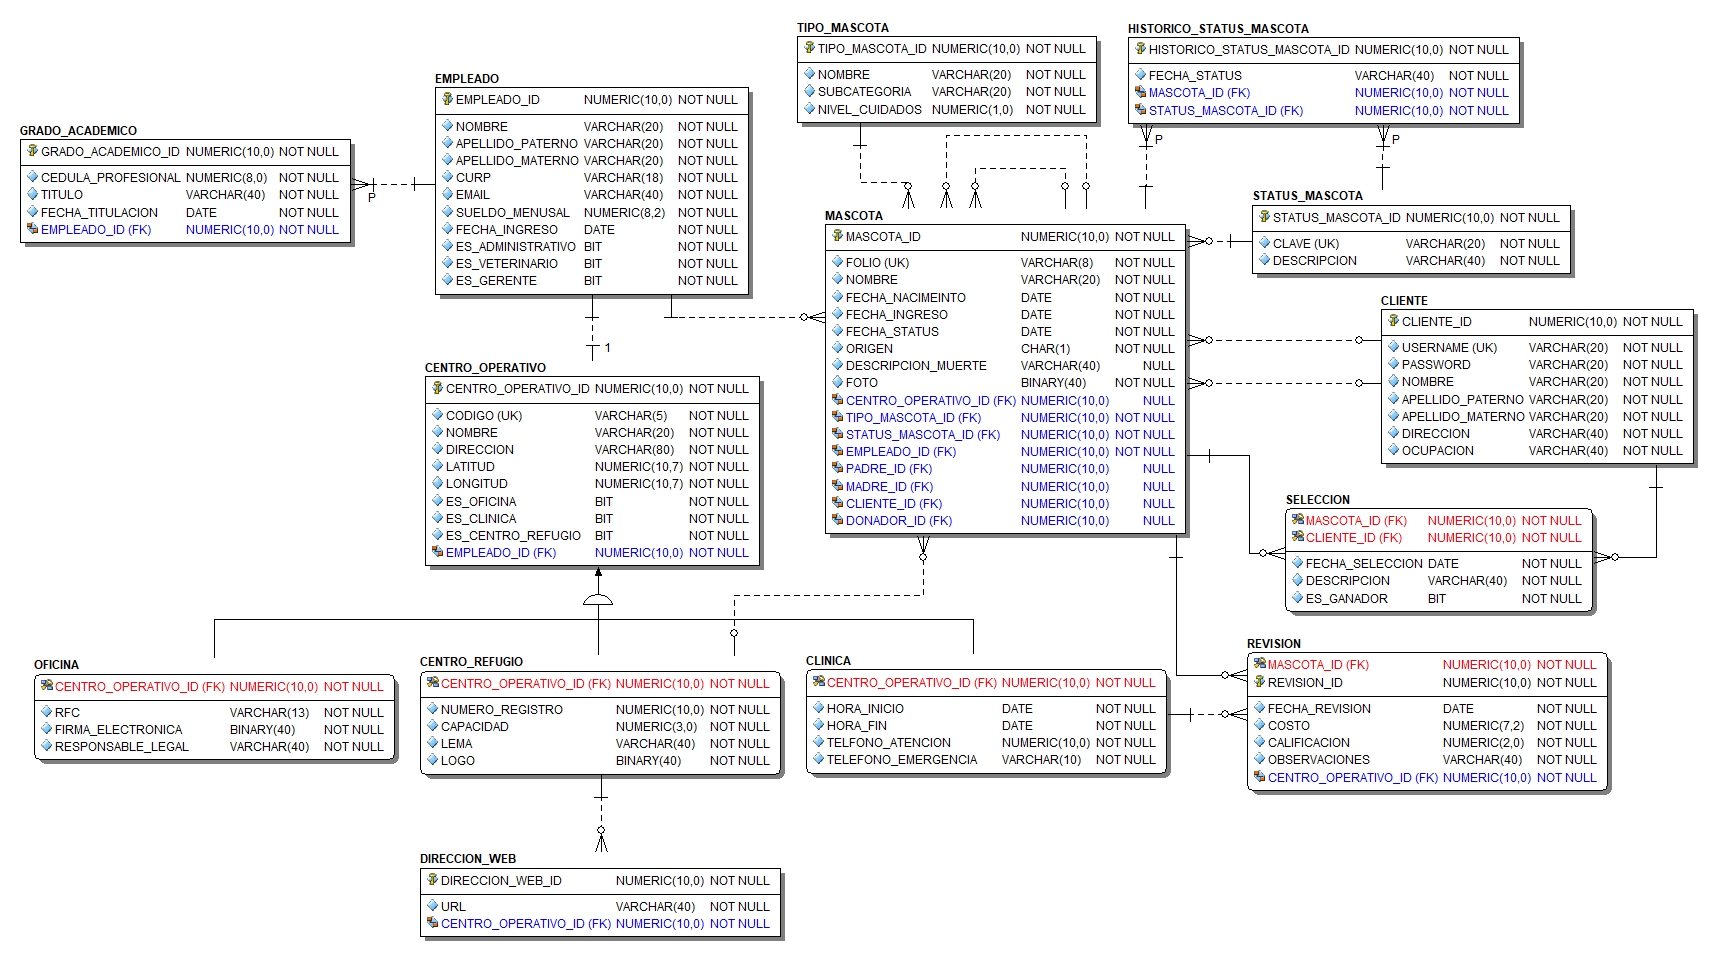 TIPO_MASCOTA
TIPO_MASCOTA_ID NUMERIC(10,0) NOT NULL
NOMBRE VARCHAR(20) NOT NULL
SUBCATEGORIA VARCHAR(20) NOT NULL
NIVEL_CUIDADOS NUMERIC(1,0) NOT NULL
HISTORICO_STATUS_MASCOTA
HISTORICO_STATUS_MASCOTA_ID NUMERIC(10,0) NOT NULL
FECHA_STATUS VARCHAR(40) NOT NULL
MASCOTA_ID (FK) NUMERIC(10,0) NOT NULL
STATUS_MASCOTA_ID (FK) NUMERIC(10,0) NOT NULL
P
P
EMPLEADO
EMPLEADO_ID NUMERIC(10,0) NOT NULL
NOMBRE VARCHAR(20) NOT NULL
APELLIDO_PATERNO VARCHAR(20) NOT NULL
APELLIDO_MATERNO VARCHAR(20) NOT NULL
CURP VARCHAR(18) NOT NULL
EMAIL VARCHAR(40) NOT NULL
SUELDO_MENUSAL NUMERIC(8,2) NOT NULL
FECHA_INGRESO DATE NOT NULL
ES_ADMINISTRATIVO BIT NOT NULL
ES_VETERINARIO BIT NOT NULL
ES_GERENTE BIT NOT NULL
GRADO_ACADEMICO
GRADO_ACADEMICO_ID NUMERIC(10,0) NOT NULL
CEDULA_PROFESIONAL NUMERIC(8,0) NOT NULL
TITULO VARCHAR(40) NOT NULL
FECHA_TITULACION DATE NOT NULL
EMPLEADO_ID (FK) NUMERIC(10,0) NOT NULL
P
STATUS_MASCOTA
STATUS_MASCOTA_ID NUMERIC(10,0) NOT NULL
CLAVE (UK) VARCHAR(20) NOT NULL
DESCRIPCION VARCHAR(40) NOT NULL
MASCOTA
MASCOTA_ID NUMERIC(10,0) NOT NULL
FOLIO (UK) VARCHAR(8) NOT NULL
NOMBRE VARCHAR(20) NOT NULL
FECHA_NACIMEINTO DATE NOT NULL
FECHA_INGRESO DATE NOT NULL
FECHA_STATUS DATE NOT NULL
ORIGEN CHAR(1) NOT NULL
DESCRIPCION_MUERTE VARCHAR(40) NULL
FOTO BINARY(40) NOT NULL
CENTRO_OPERATIVO_ID (FK) NUMERIC(10,0) NULL
TIPO_MASCOTA_ID (FK) NUMERIC(10,0) NOT NULL
STATUS_MASCOTA_ID (FK) NUMERIC(10,0) NOT NULL
EMPLEADO_ID (FK) NUMERIC(10,0) NOT NULL
PADRE_ID (FK) NUMERIC(10,0) NULL
MADRE_ID (FK) NUMERIC(10,0) NULL
CLIENTE_ID (FK) NUMERIC(10,0) NULL
DONADOR_ID (FK) NUMERIC(10,0) NULL
CLIENTE
CLIENTE_ID NUMERIC(10,0) NOT NULL
USERNAME (UK) VARCHAR(20) NOT NULL
PASSWORD VARCHAR(20) NOT NULL
NOMBRE VARCHAR(20) NOT NULL
APELLIDO_PATERNO VARCHAR(20) NOT NULL
APELLIDO_MATERNO VARCHAR(20) NOT NULL
DIRECCION VARCHAR(40) NOT NULL
OCUPACION VARCHAR(40) NOT NULL
1
CENTRO_OPERATIVO
CENTRO_OPERATIVO_ID NUMERIC(10,0) NOT NULL
CODIGO (UK) VARCHAR(5) NOT NULL
NOMBRE VARCHAR(20) NOT NULL
DIRECCION VARCHAR(80) NOT NULL
LATITUD NUMERIC(10,7) NOT NULL
LONGITUD NUMERIC(10,7) NOT NULL
ES_OFICINA BIT NOT NULL
ES_CLINICA BIT NOT NULL
ES_CENTRO_REFUGIO BIT NOT NULL
EMPLEADO_ID (FK) NUMERIC(10,0) NOT NULL
SELECCION
MASCOTA_ID (FK) NUMERIC(10,0) NOT NULL
CLIENTE_ID (FK) NUMERIC(10,0) NOT NULL
FECHA_SELECCION DATE NOT NULL
DESCRIPCION VARCHAR(40) NOT NULL
ES_GANADOR BIT NOT NULL
OFICINA
CENTRO_OPERATIVO_ID (FK) NUMERIC(10,0) NOT NULL
RFC VARCHAR(13) NOT NULL
FIRMA_ELECTRONICA BINARY(40) NOT NULL
RESPONSABLE_LEGAL VARCHAR(40) NOT NULL
CENTRO_REFUGIO
CENTRO_OPERATIVO_ID (FK) NUMERIC(10,0) NOT NULL
NUMERO_REGISTRO NUMERIC(10,0) NOT NULL
CAPACIDAD NUMERIC(3,0) NOT NULL
LEMA VARCHAR(40) NOT NULL
LOGO BINARY(40) NOT NULL
CLINICA
CENTRO_OPERATIVO_ID (FK) NUMERIC(10,0) NOT NULL
HORA_INICIO DATE NOT NULL
HORA_FIN DATE NOT NULL
TELFONO_ATENCION NUMERIC(10,0) NOT NULL
TELEFONO_EMERGENCIA VARCHAR(10) NOT NULL
REVISION
MASCOTA_ID (FK) NUMERIC(10,0) NOT NULL
REVISION_ID NUMERIC(10,0) NOT NULL
FECHA_REVISION DATE NOT NULL
COSTO NUMERIC(7,2) NOT NULL
CALIFICACION NUMERIC(2,0) NOT NULL
OBSERVACIONES VARCHAR(40) NOT NULL
CENTRO_OPERATIVO_ID (FK) NUMERIC(10,0) NOT NULL
DIRECCION_WEB
DIRECCION_WEB_ID NUMERIC(10,0) NOT NULL
URL VARCHAR(40) NOT NULL
CENTRO_OPERATIVO_ID (FK) NUMERIC(10,0) NOT NULL